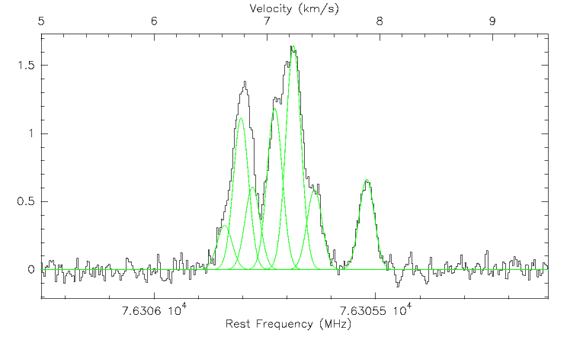 Velocity (km/s)
5 6 7 8 9
1.5
1
0.5
0
7.6306 10⁴ 7.63055 10⁴
Rest Frequency (MHz)